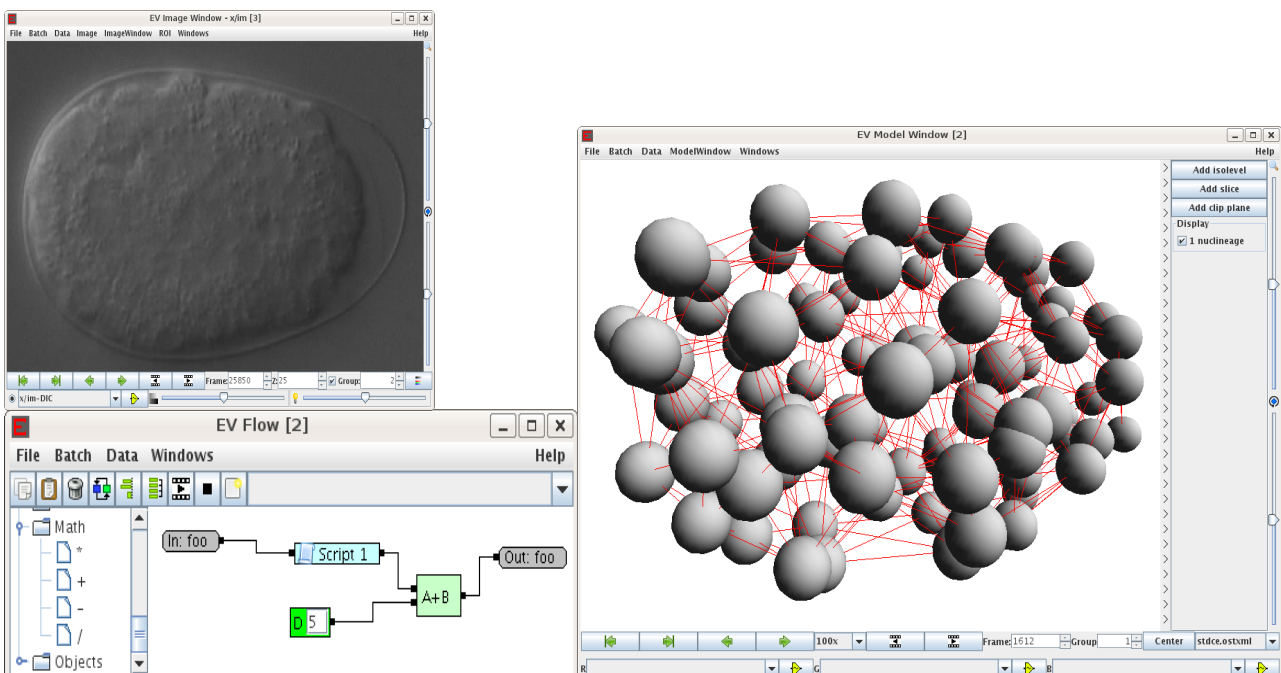 EV Image Window - x/im [3]
File Batch Data Image ImageWindow ROI Windows Help
Frame: 25850 Z: 25 Group: 2
x/im-DIC
EV Flow [2]
File Batch Data Windows Help
Math
*
+
-
/
Objects
In: foo
Script 1
D 5
A+B
Out: foo
EV Model Window [2]
File Batch Data ModelWindow Windows Help
Add isolevel
Add slice
Add clip plane
Display
1 nuclineage
100x Frame: 1612 Group 1 Center stdce.ostxml
R G B